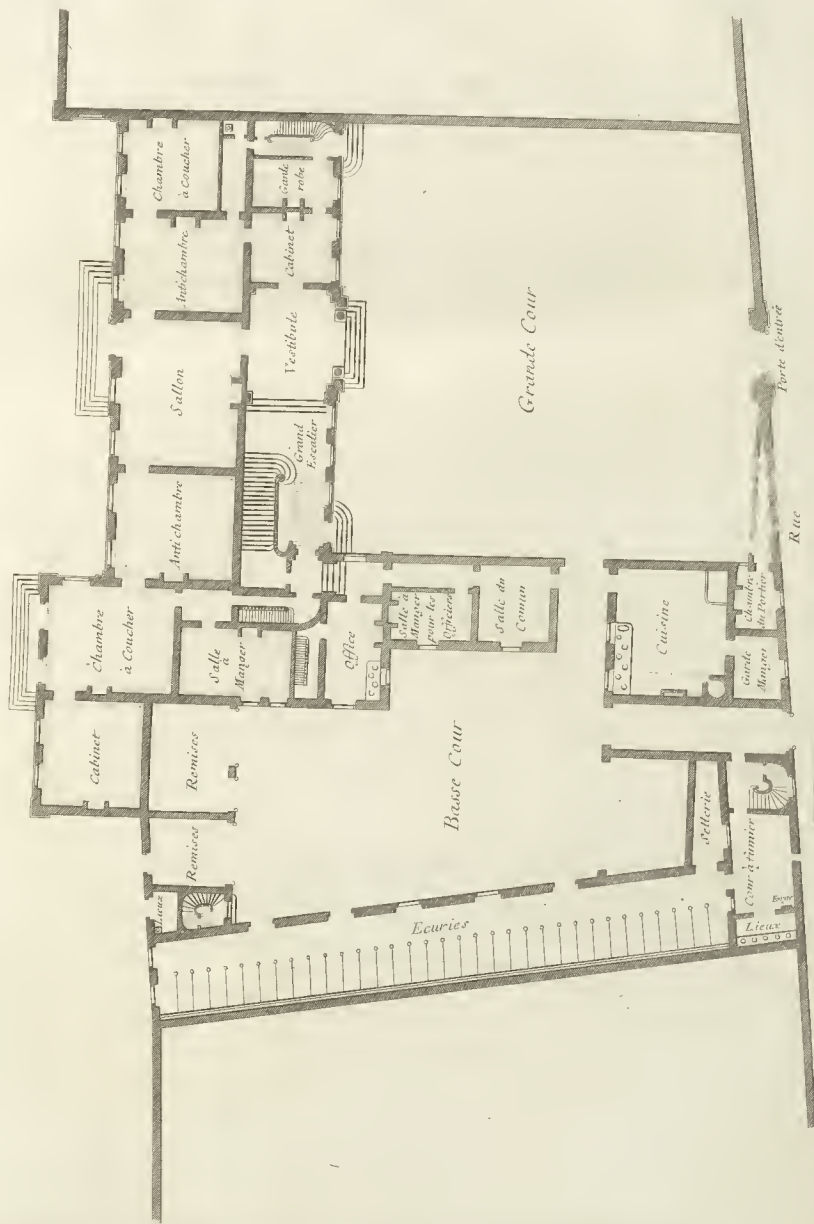 Chambre
à Coucher
Antichambre
Sallon
Antichambre
Chambre
à Coucher
Cabinet
Garde
robe
Cabinet
Vestibule
Grand
Escalier
Salle
à
Manger
Office
Salle à
Manger
pour les
Officiers
Salle du
Comun
Remises
Remises
Lieux
Grande Cour
Basse Cour
Cuisine
Chambre
du Portier
Garde
Manger
Porte d'entrée
Rue
Ecuries
Sellerie
Cour à fumier
Lieux